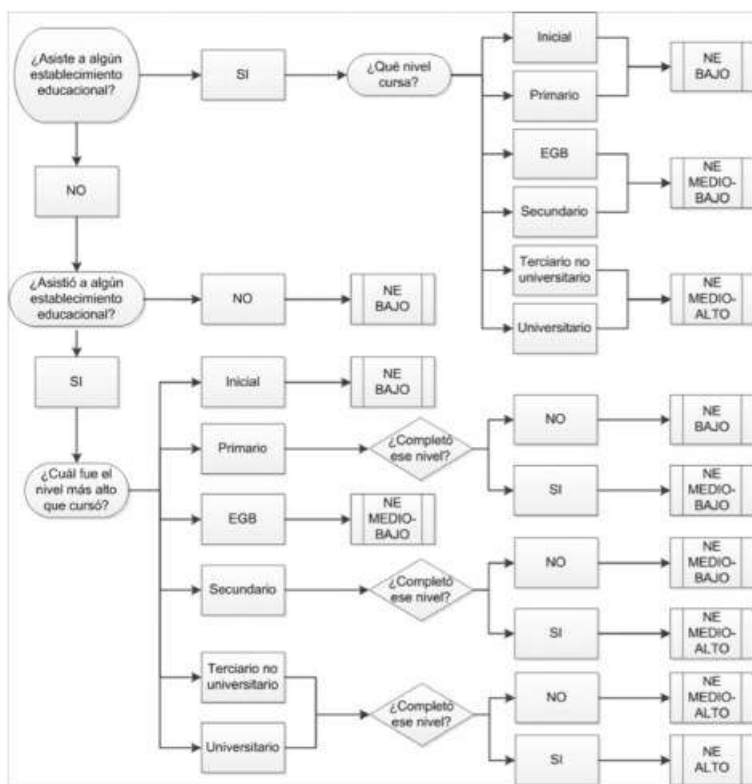 ¿Asiste a algún
establecimiento
educacional?
SI
¿Qué nivel
cursa?
Inicial
Primario
NE
BAJO
EGB
Secundario
NE
MEDIO-
BAJO
Terciario no
universitario
Universitario
NE
MEDIO-
ALTO
NO
¿Asistió a algún
establecimiento
educacional?
NO
NE
BAJO
SI
¿Cuál fue el
nivel más alto
que cursó?
Inicial
NE
BAJO
Primario
¿Completó
ese nivel?
NO
NE
BAJO
SI
NE
MEDIO-
BAJO
EGB
NE
MEDIO-
BAJO
Secundario
¿Completó
ese nivel?
NO
NE
MEDIO-
BAJO
SI
NE
MEDIO-
ALTO
Terciario no
universitario
Universitario
¿Completó
ese nivel?
NO
NE
MEDIO-
ALTO
SI
NE
ALTO